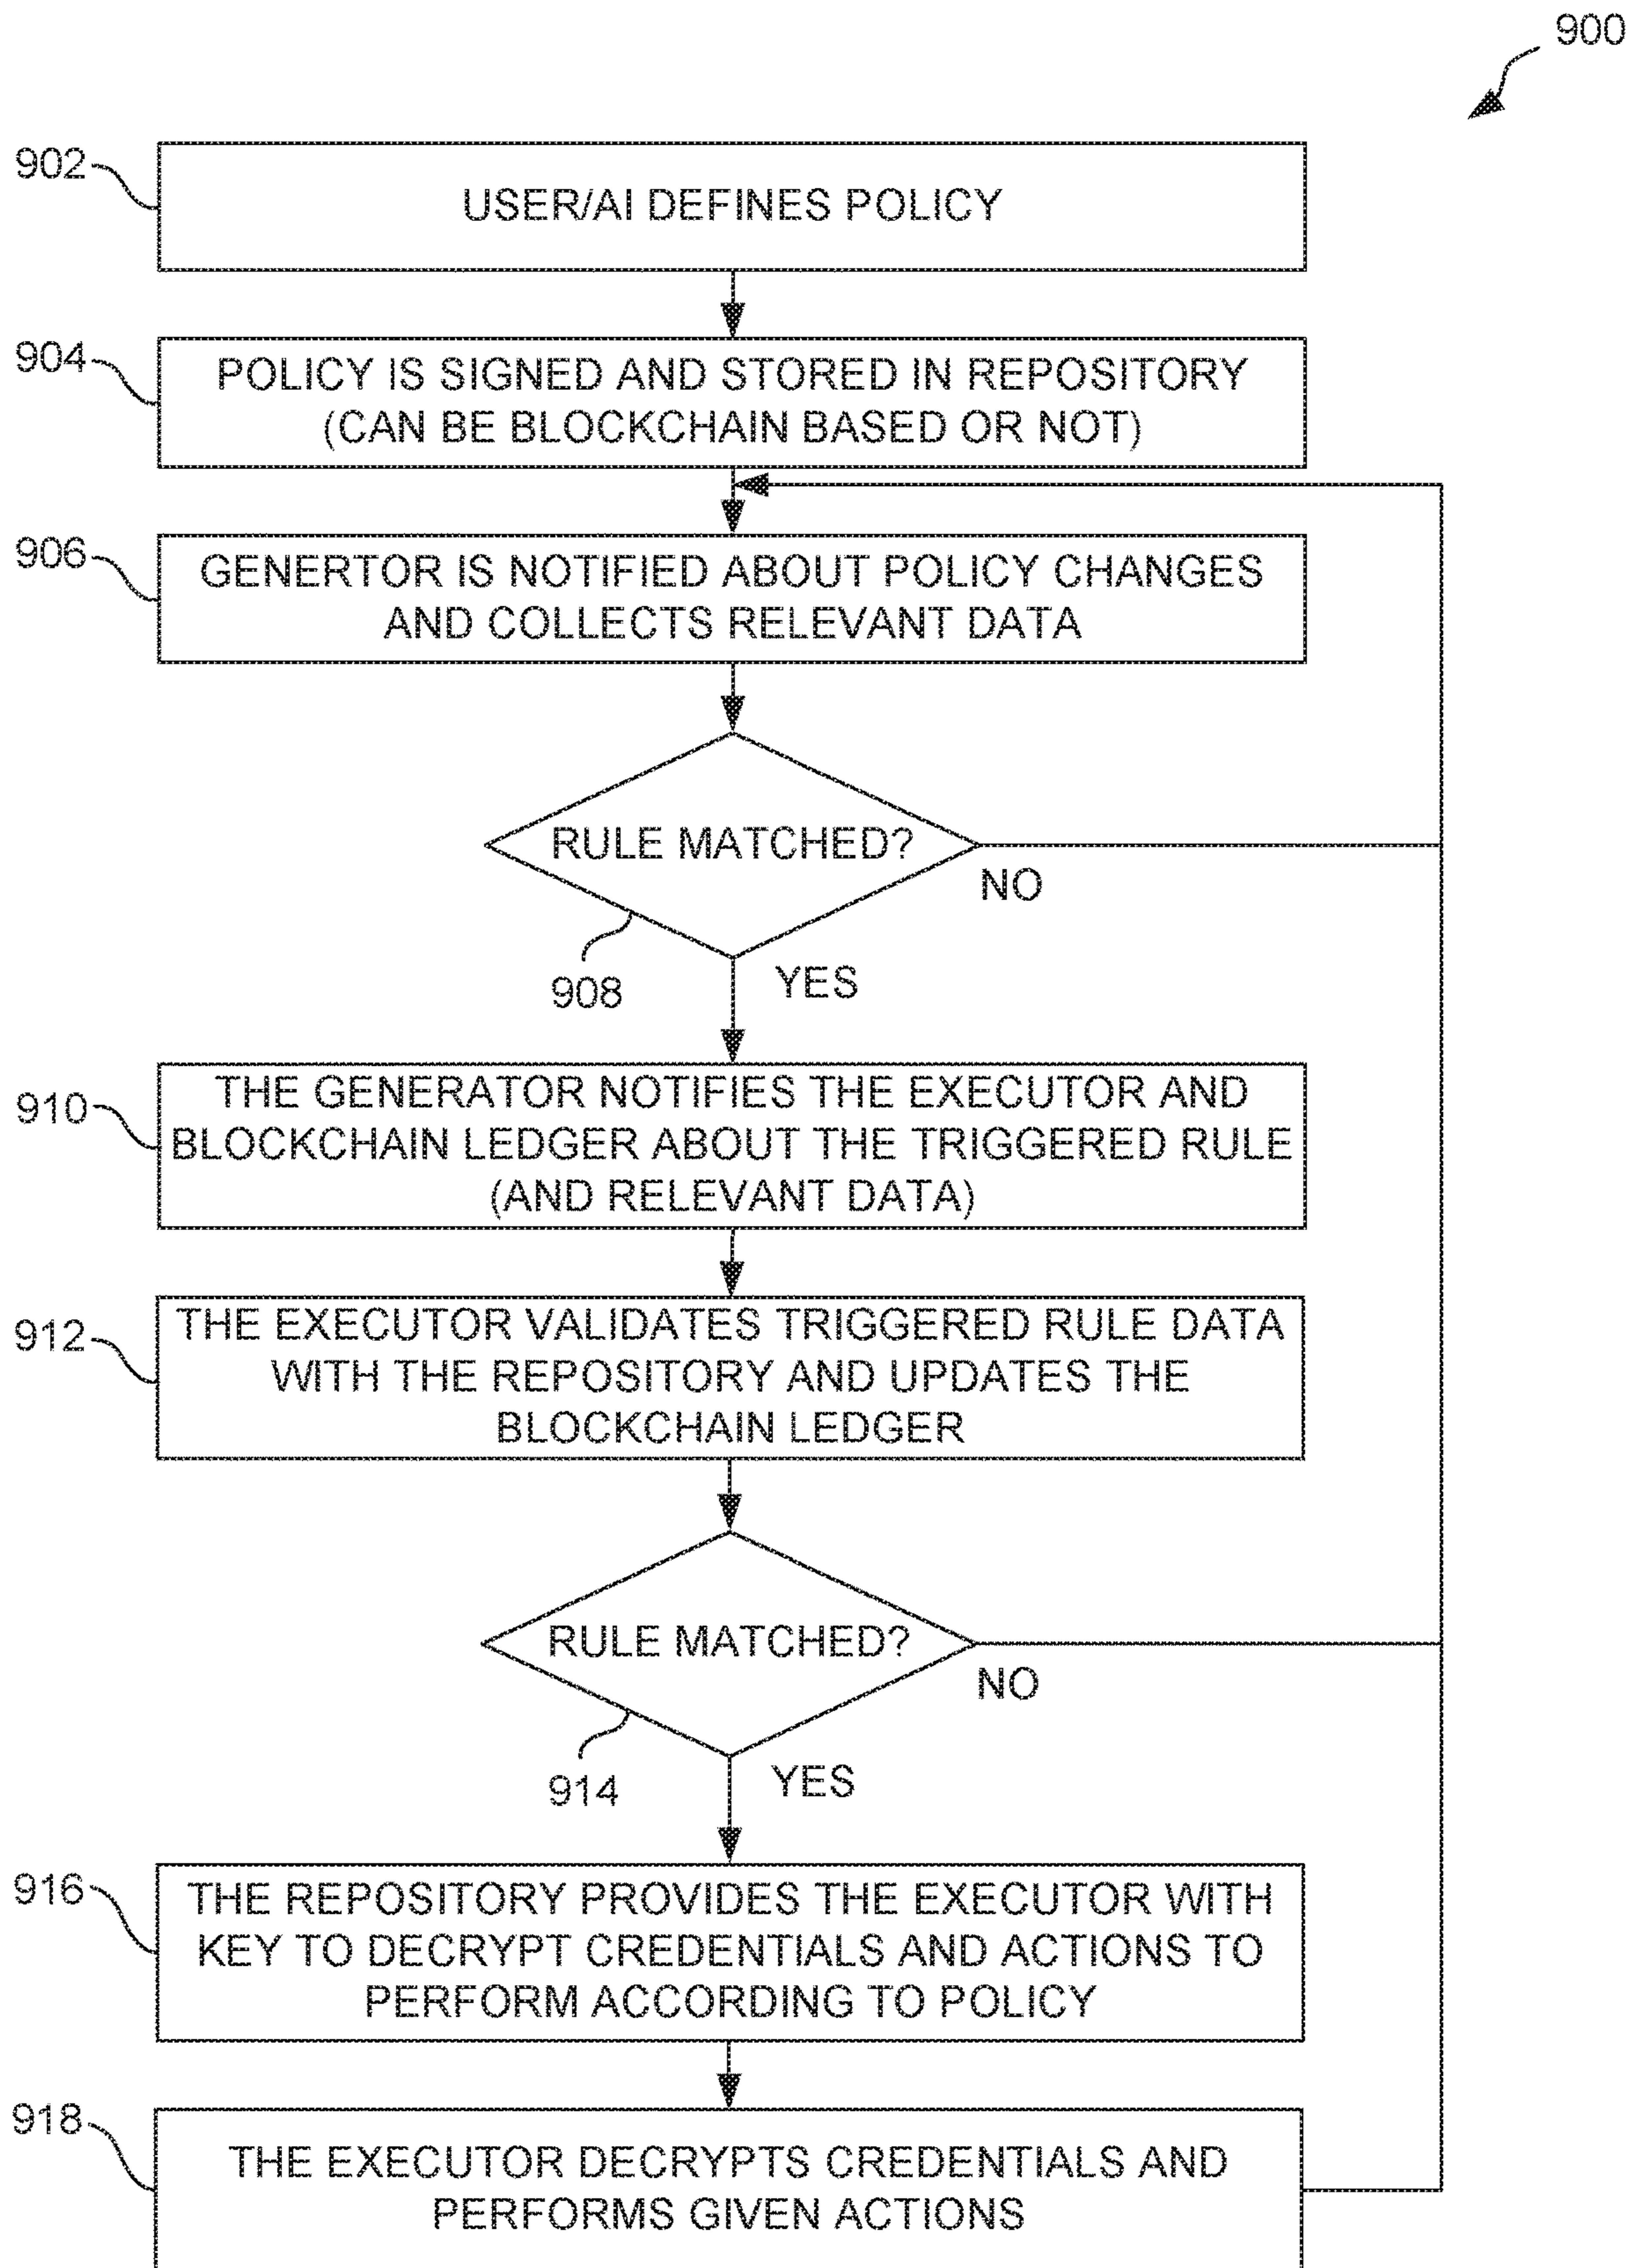 900
902
USER/AI DEFINES POLICY
904
POLICY IS SIGNED AND STORED IN REPOSITORY
(CAN BE BLOCKCHAIN BASED OR NOT)
906
GENERTOR IS NOTIFIED ABOUT POLICY CHANGES
AND COLLECTS RELEVANT DATA
RULE MATCHED?
NO
908
YES
910
THE GENERATOR NOTIFIES THE EXECUTOR AND
BLOCKCHAIN LEDGER ABOUT THE TRIGGERED RULE
(AND RELEVANT DATA)
912
THE EXECUTOR VALIDATES TRIGGERED RULE DATA
WITH THE REPOSITORY AND UPDATES THE
BLOCKCHAIN LEDGER
RULE MATCHED?
NO
914
YES
916
THE REPOSITORY PROVIDES THE EXECUTOR WITH
KEY TO DECRYPT CREDENTIALS AND ACTIONS TO
PERFORM ACCORDING TO POLICY
918
THE EXECUTOR DECRYPTS CREDENTIALS AND
PERFORMS GIVEN ACTIONS